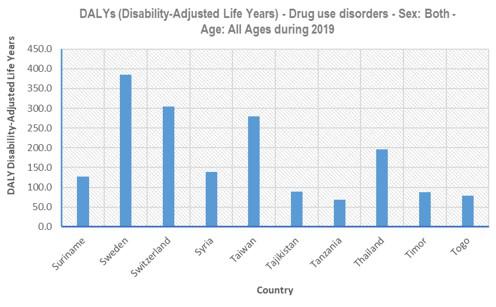 DALYs (Disability-Adjusted Life Years) - Drug use disorders - Sex: Both -
Age: All Ages during 2019
DALY Disability-Adjusted Life Years
450.0
400.0
350.0
300.0
250.0
200.0
150.0
100.0
50.0
0.0
Suriname
Sweden
Switzerland
Syria
Taiwan
Tajikistan
Tanzania
Thailand
Timor
Togo
Country